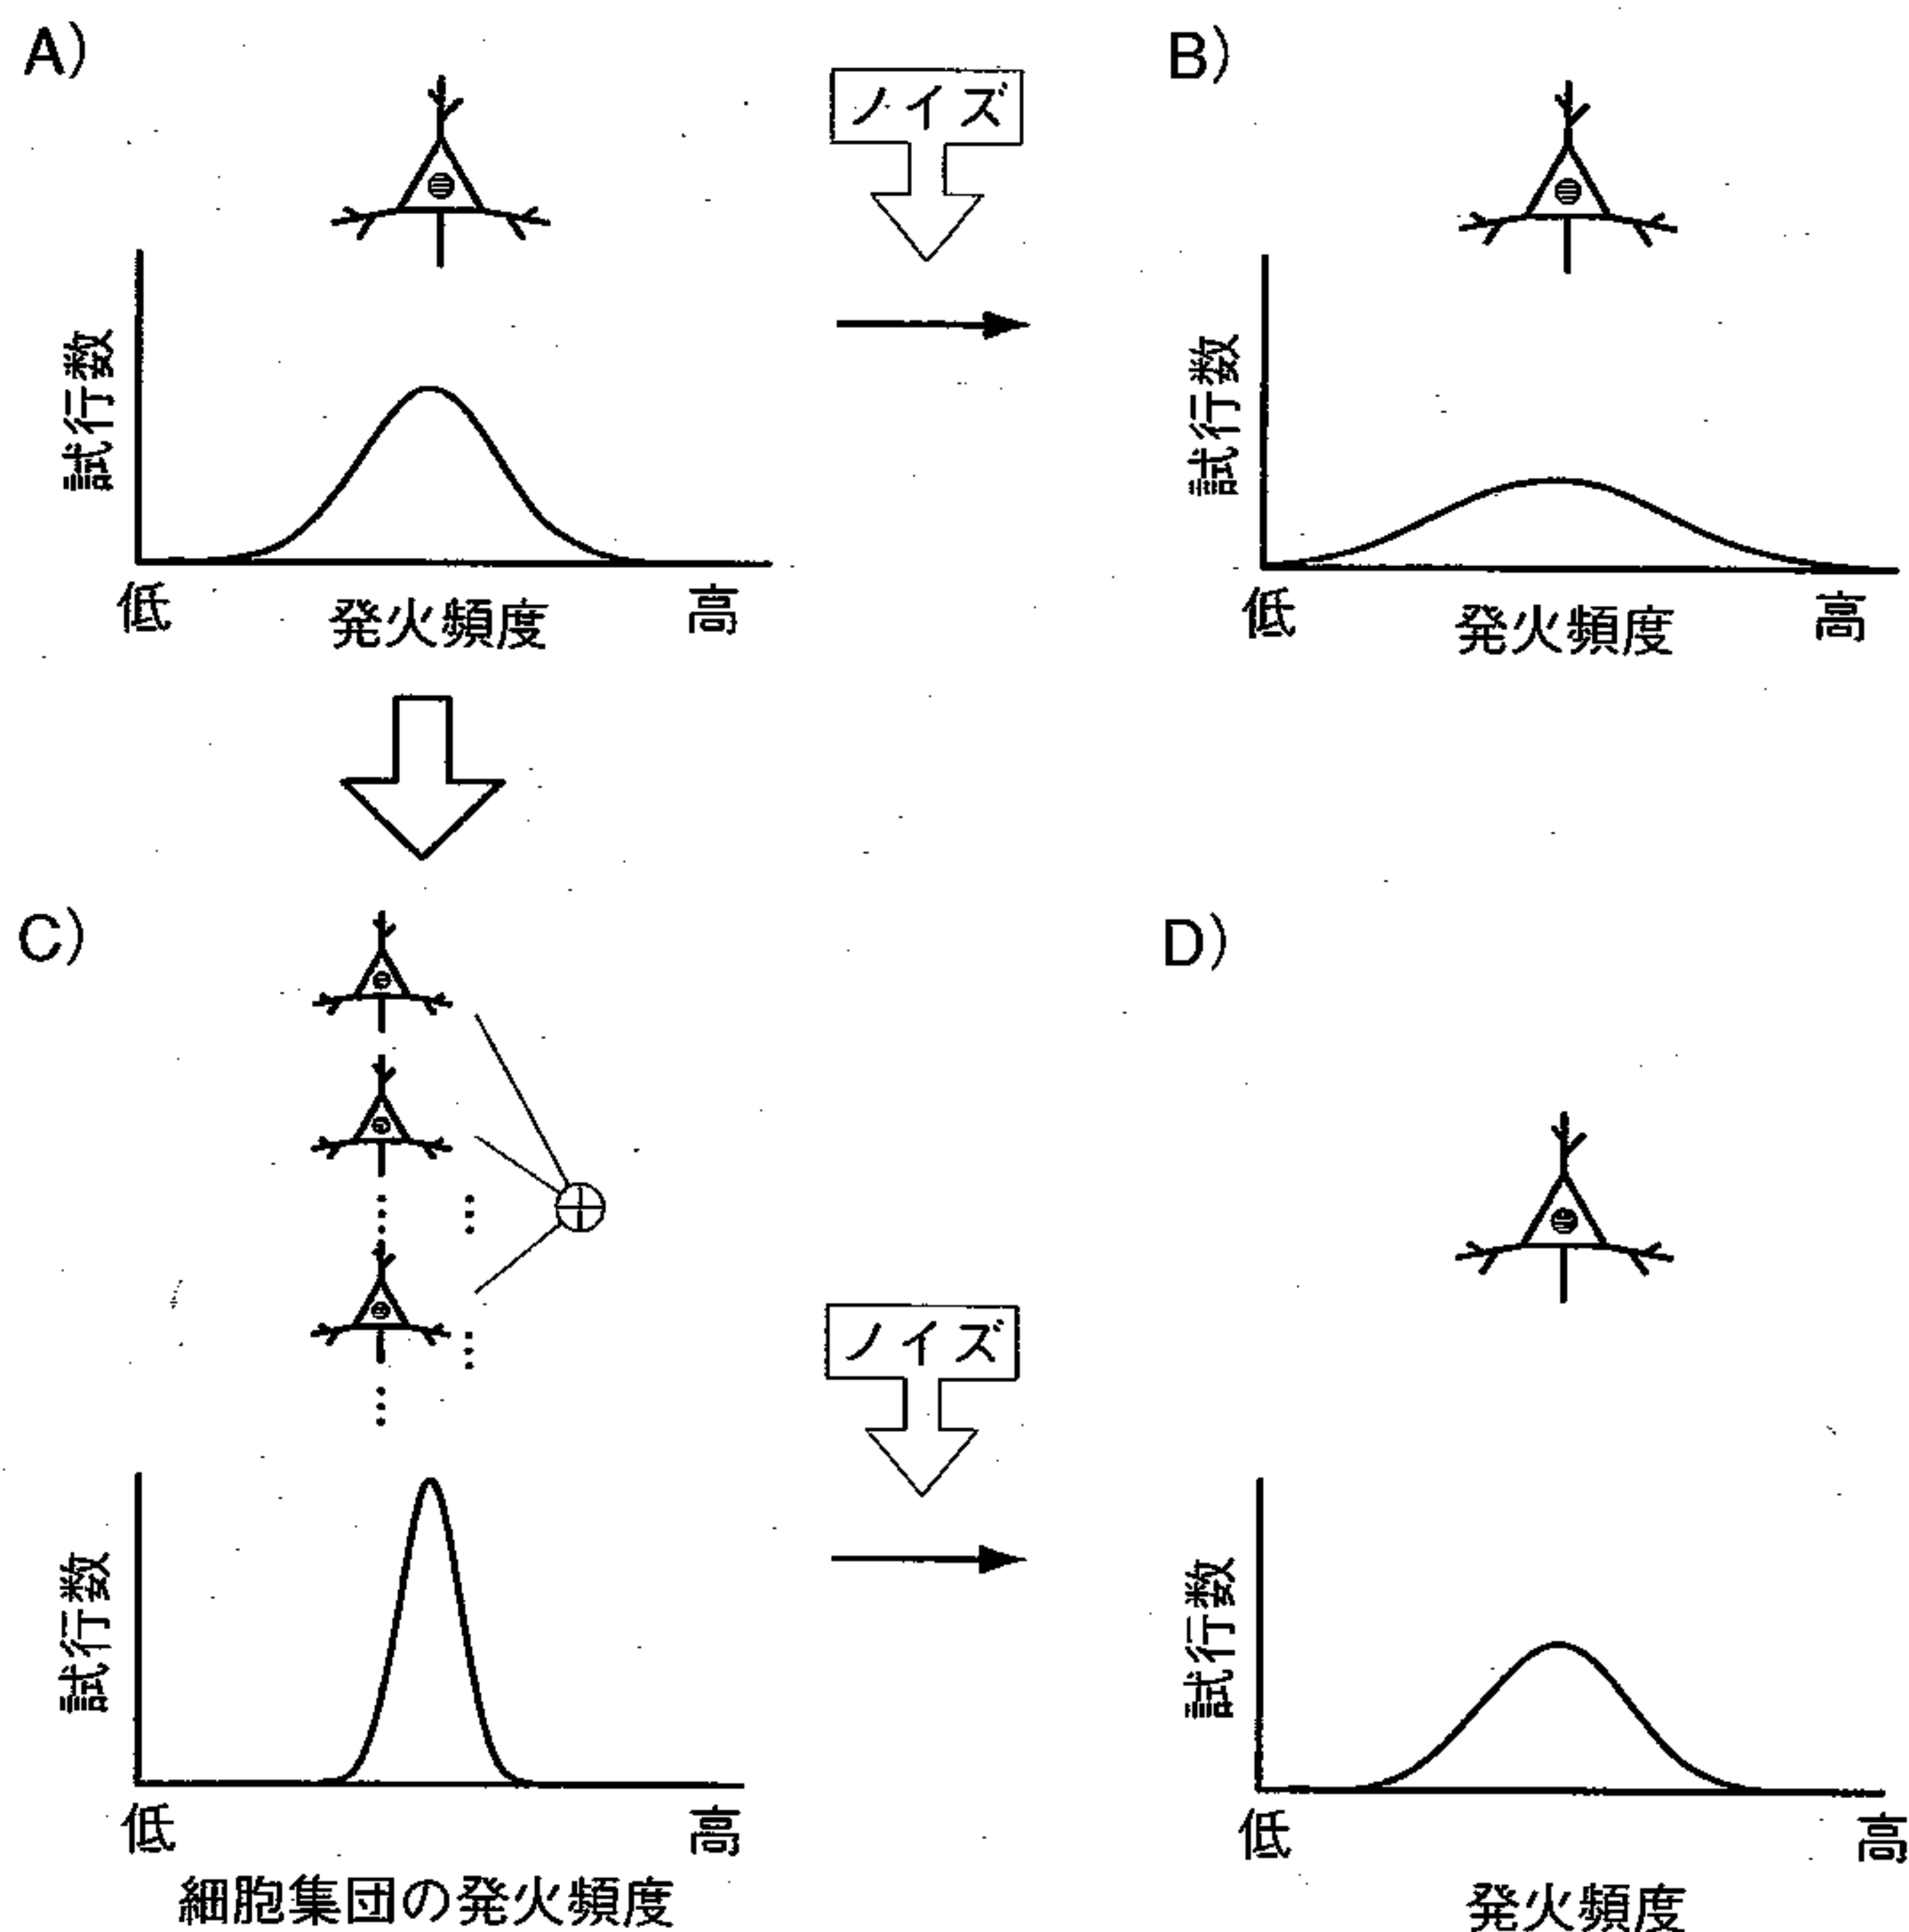 A)
ノイズ
試行数
低
発火頻度
高
B)
試行数
低
発火頻度
高
C)
試行数
低
高
細胞集団の発火頻度
ノイズ
D)
試行数
低
高
発火頻度